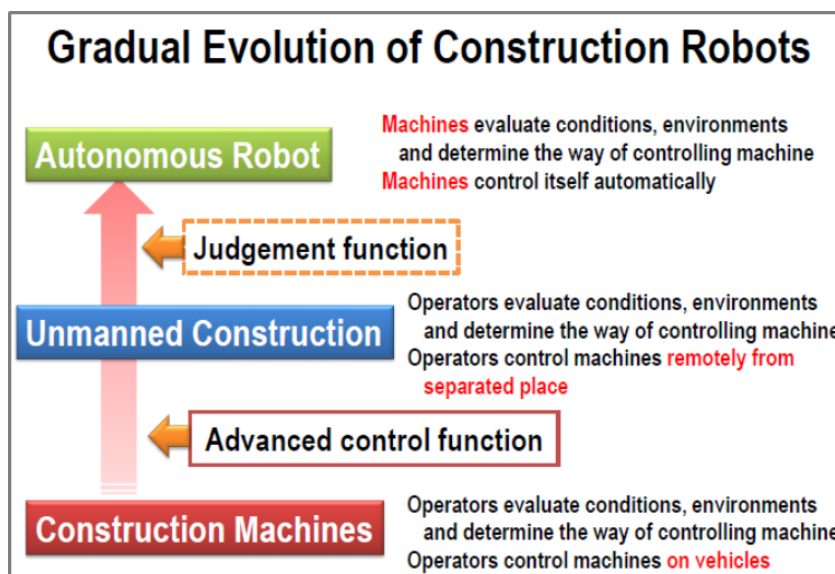 Gradual Evolution of Construction Robots
Autonomous Robot
Machines evaluate conditions, environments
and determine the way of controlling machine
Machines control itself automatically
Judgement function
Unmanned Construction
Operators evaluate conditions, environments
and determine the way of controlling machine
Operators control machines remotely from
separated place
Advanced control function
Construction Machines
Operators evaluate conditions, environments
and determine the way of controlling machine
Operators control machines on vehicles